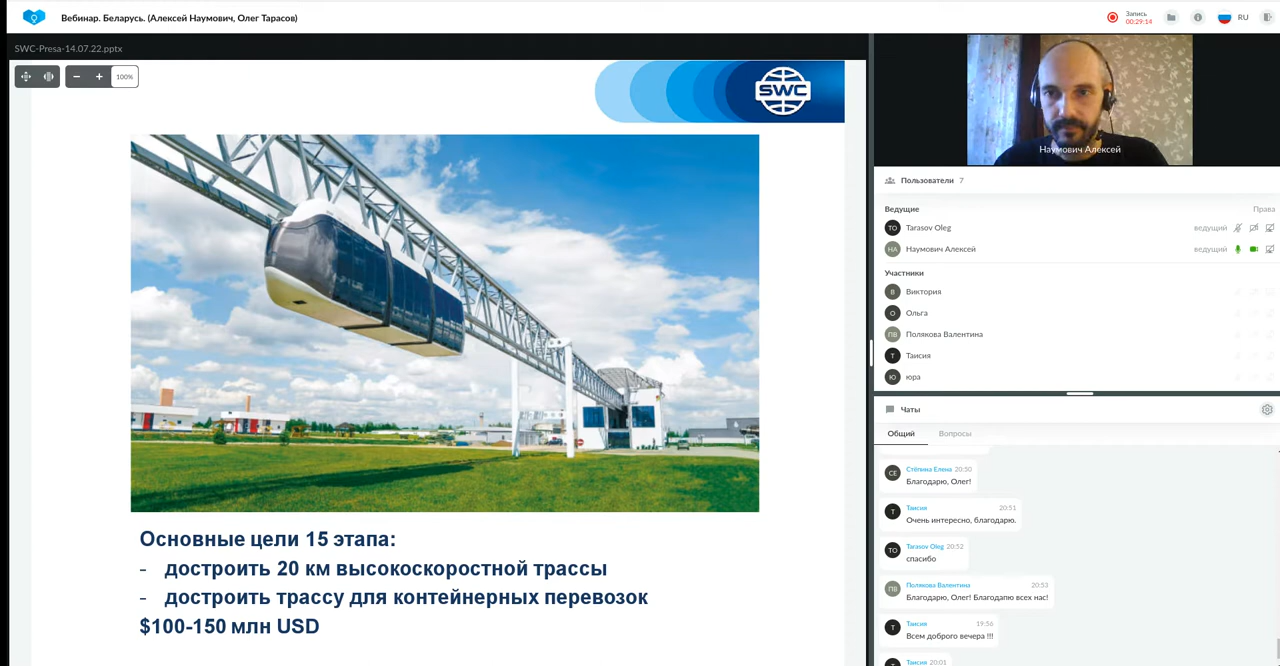 Вебинар. Беларусь. (Алексей Наумович, Олег Тарасов)
Запись
00:29:14
RU
SWC-Presa-14.07.22.pptx
100%
SWC
Основные цели 15 этапа:
- достроить 20 км высокоскоростной трассы
- достроить трассу для контейнерных перевозок
$100-150 млн USD
Наумович Алексей
Пользователи 7
Ведущие Права
TO Tarasov Oleg ведущий
НА Наумович Алексей ведущий
Участники
В Виктория
О Ольга
ПВ Полякова Валентина
Т Таисия
Ю юра
Чаты
Общий Вопросы
СЕ Стёпина Елена 20:50
Благодарю, Олег!
Т Таисия 20:51
Очень интересно, благодарю.
TO Tarasov Oleg 20:52
спасибо
ПВ Полякова Валентина 20:53
Благодарю, Олег! Благодапю всех нас!
Т Таисия 19:56
Всем доброго вечера !!!
Т Таисия 20:01